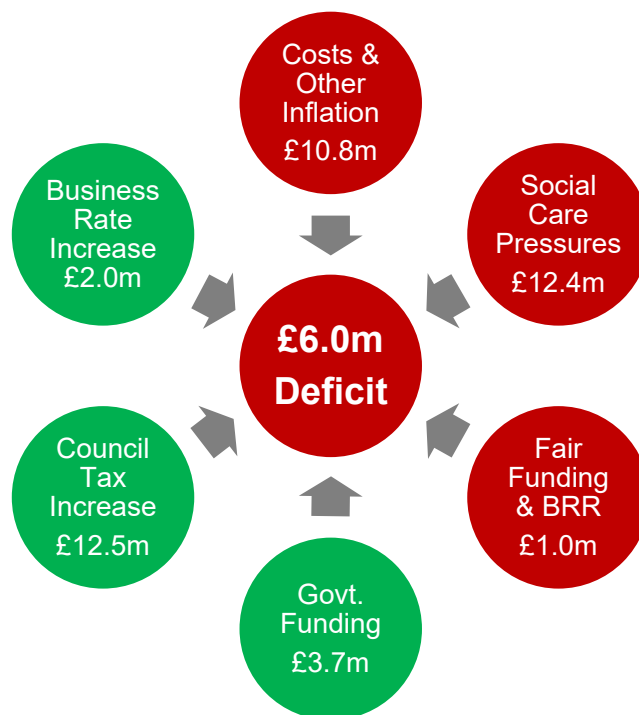 Costs &
Other
Inflation
£10.8m
Business
Rate
Increase
£2.0m
Social
Care
Pressures
£12.4m
£6.0m
Deficit
Council
Tax
Increase
£12.5m
Fair
Funding
& BRR
£1.0m
Govt.
Funding
£3.7m